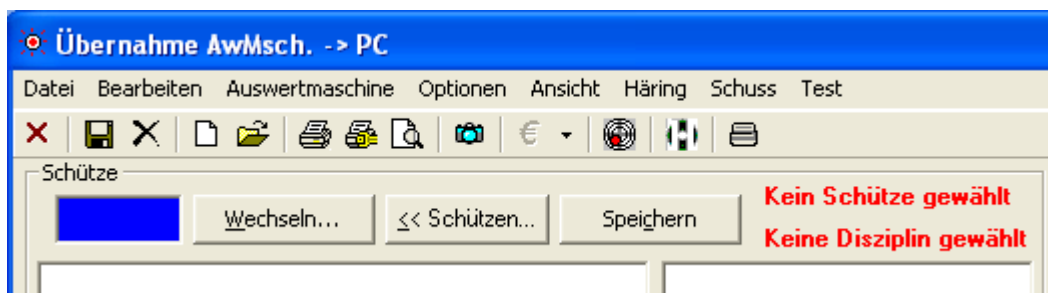 Übernahme AwMsch. -> PC
Datei Bearbeiten Auswertmaschine Optionen Ansicht Häring Schuss Test
€
Schütze
Wechseln... << Schützen... Speichern
Kein Schütze gewählt
Keine Disziplin gewählt